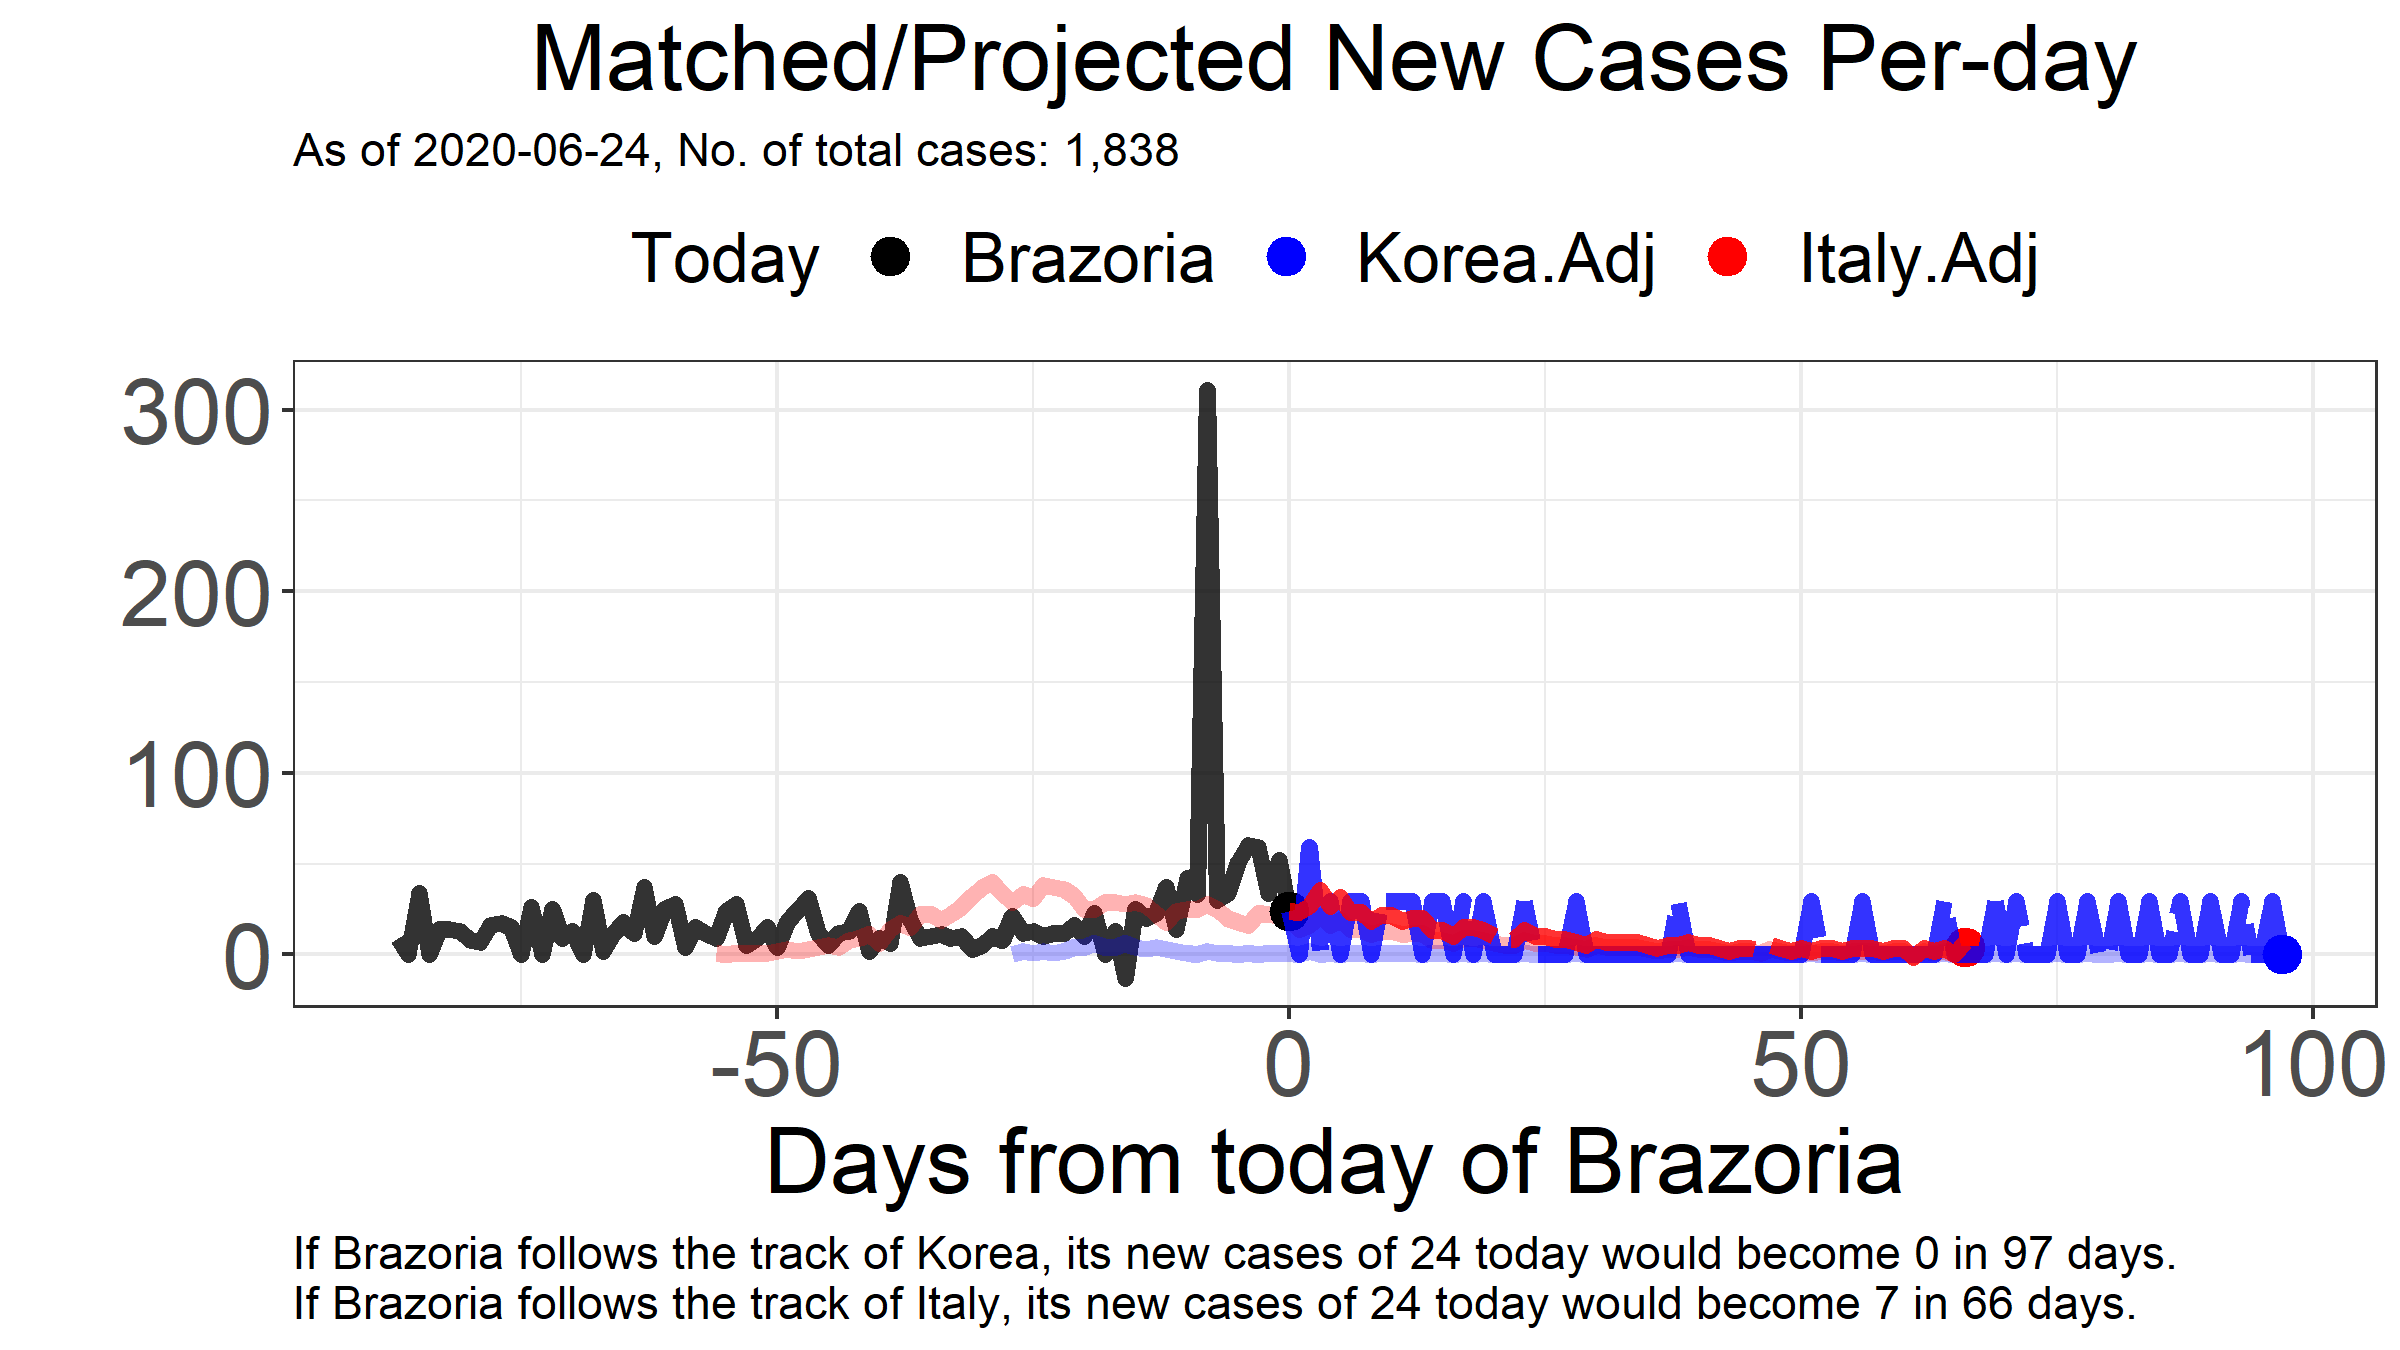 Matched/Projected New Cases Per-day
As of 2020-06-24, No. of total cases: 1,838
Today Brazoria Korea.Adj Italy.Adj
300
200
100
0
-50 0 50 100
Days from today of Brazoria
If Brazoria follows the track of Korea, its new cases of 24 today would become 0 in 97 days.
If Brazoria follows the track of Italy, its new cases of 24 today would become 7 in 66 days.